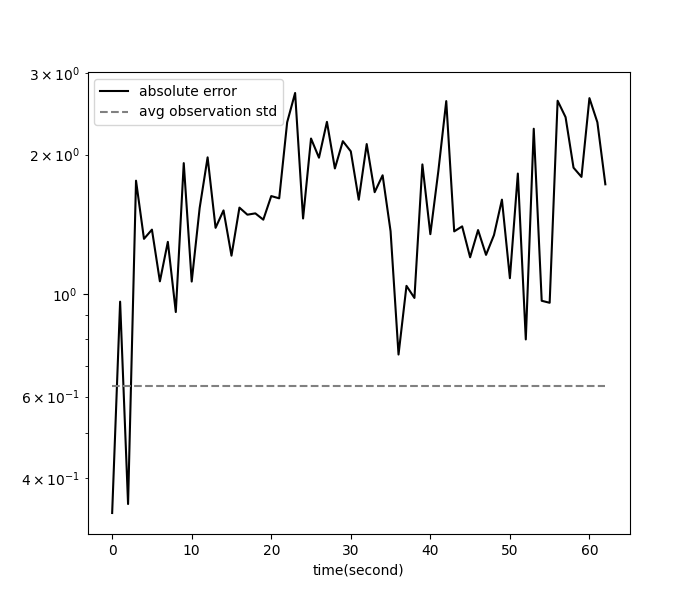 3 × 10⁰
absolute error
avg observation std
2 × 10⁰
10⁰
6 × 10⁻¹
4 × 10⁻¹
0 10 20 30 40 50 60
time(second)